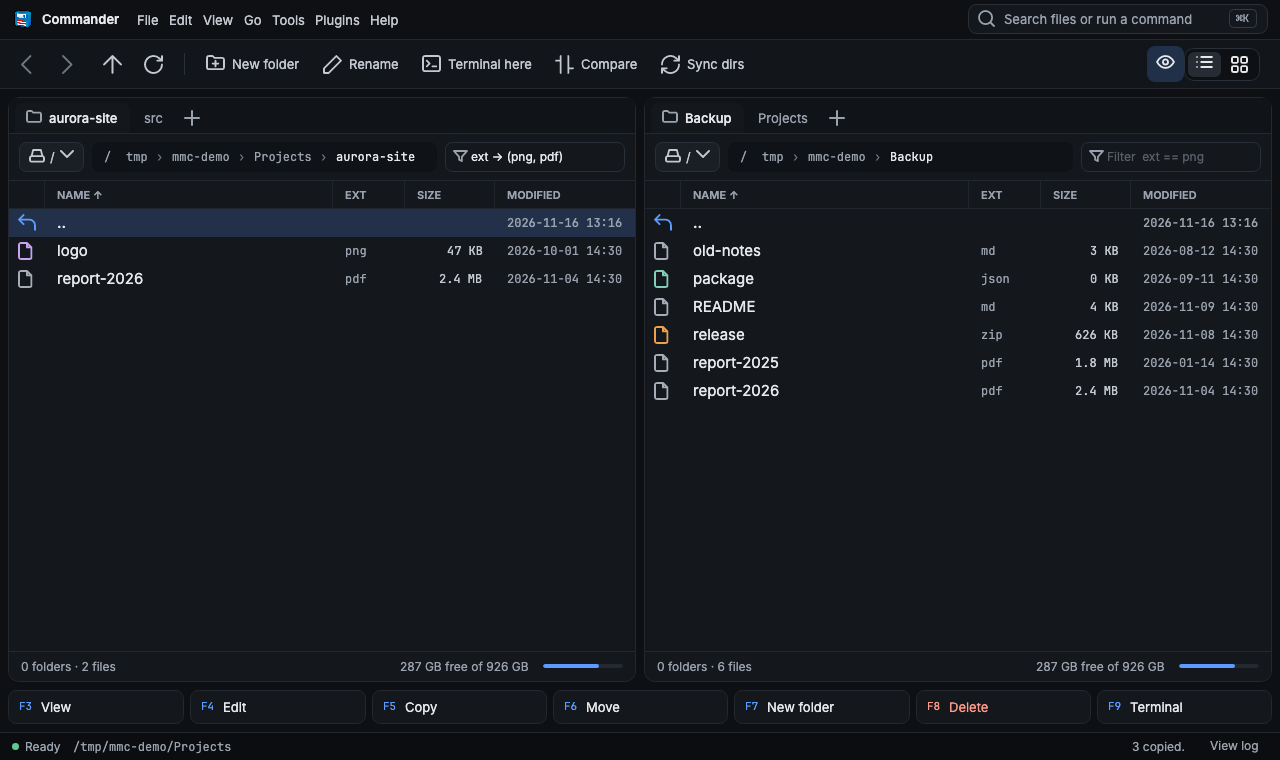 Commander File Edit View Go Tools Plugins Help Search files or run a command ⌘K
New folder Rename Terminal here Compare Sync dirs
aurora-site src
/ / tmp › mmc-demo › Projects › aurora-site ext → (png, pdf)
NAME ↑ EXT SIZE MODIFIED
.. 2026-11-16 13:16
logo png 47 KB 2026-10-01 14:30
report-2026 pdf 2.4 MB 2026-11-04 14:30
0 folders · 2 files 287 GB free of 926 GB
Backup Projects
/ / tmp › mmc-demo › Backup Filter ext == png
NAME ↑ EXT SIZE MODIFIED
.. 2026-11-16 13:16
old-notes md 3 KB 2026-08-12 14:30
package json 0 KB 2026-09-11 14:30
README md 4 KB 2026-11-09 14:30
release zip 626 KB 2026-11-08 14:30
report-2025 pdf 1.8 MB 2026-01-14 14:30
report-2026 pdf 2.4 MB 2026-11-04 14:30
0 folders · 6 files 287 GB free of 926 GB
F3 View F4 Edit F5 Copy F6 Move F7 New folder F8 Delete F9 Terminal
Ready /tmp/mmc-demo/Projects 3 copied. View log